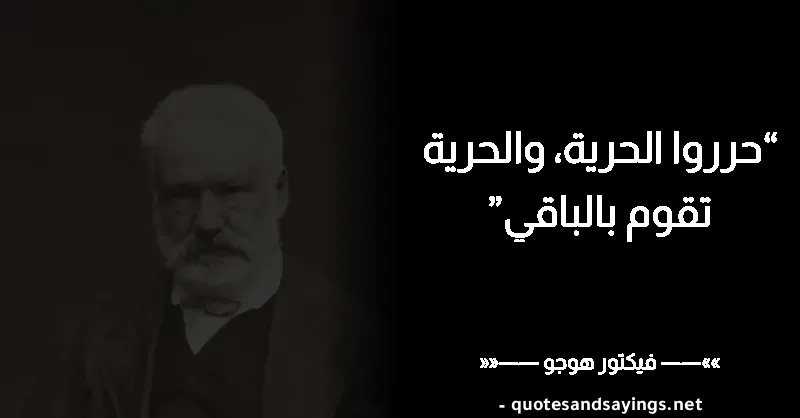 “حرروا الحرية، والحرية
تقوم بالباقي”
»»—— فيكتور هوجو ——««
- quotesandsayings.net